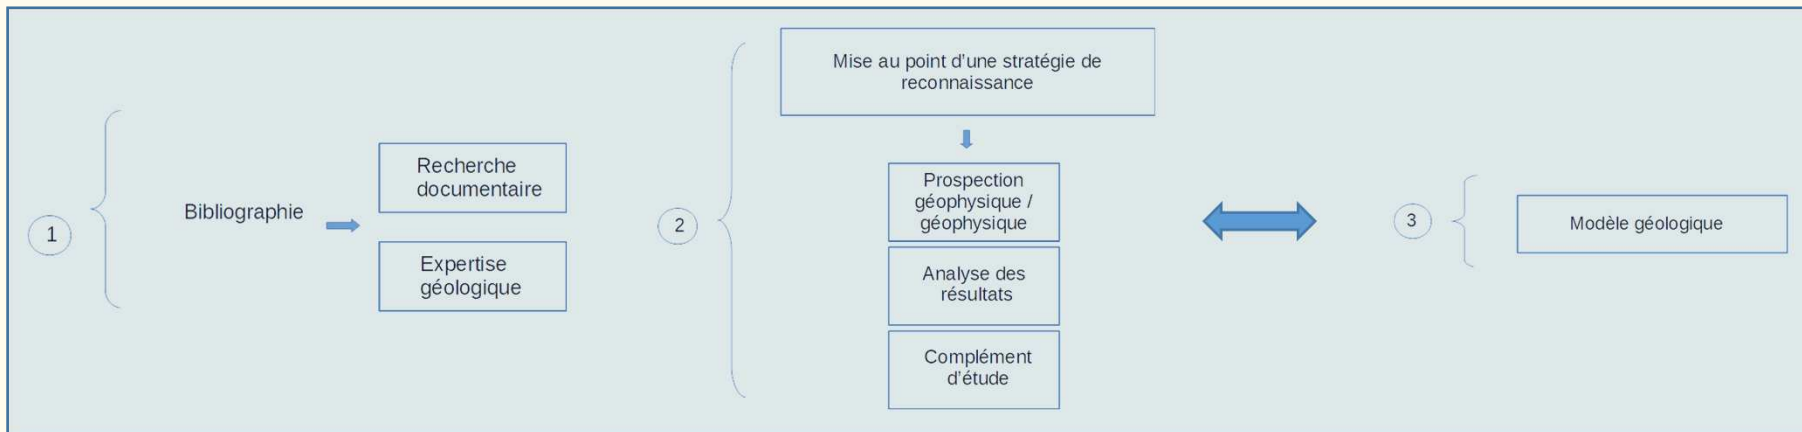 1
Bibliographie
Recherche
documentaire
Expertise
géologique
2
Mise au point d’une stratégie de
reconnaissance
Prospection
géophysique /
géophysique
Analyse des
résultats
Complément
d’étude
3
Modèle géologique